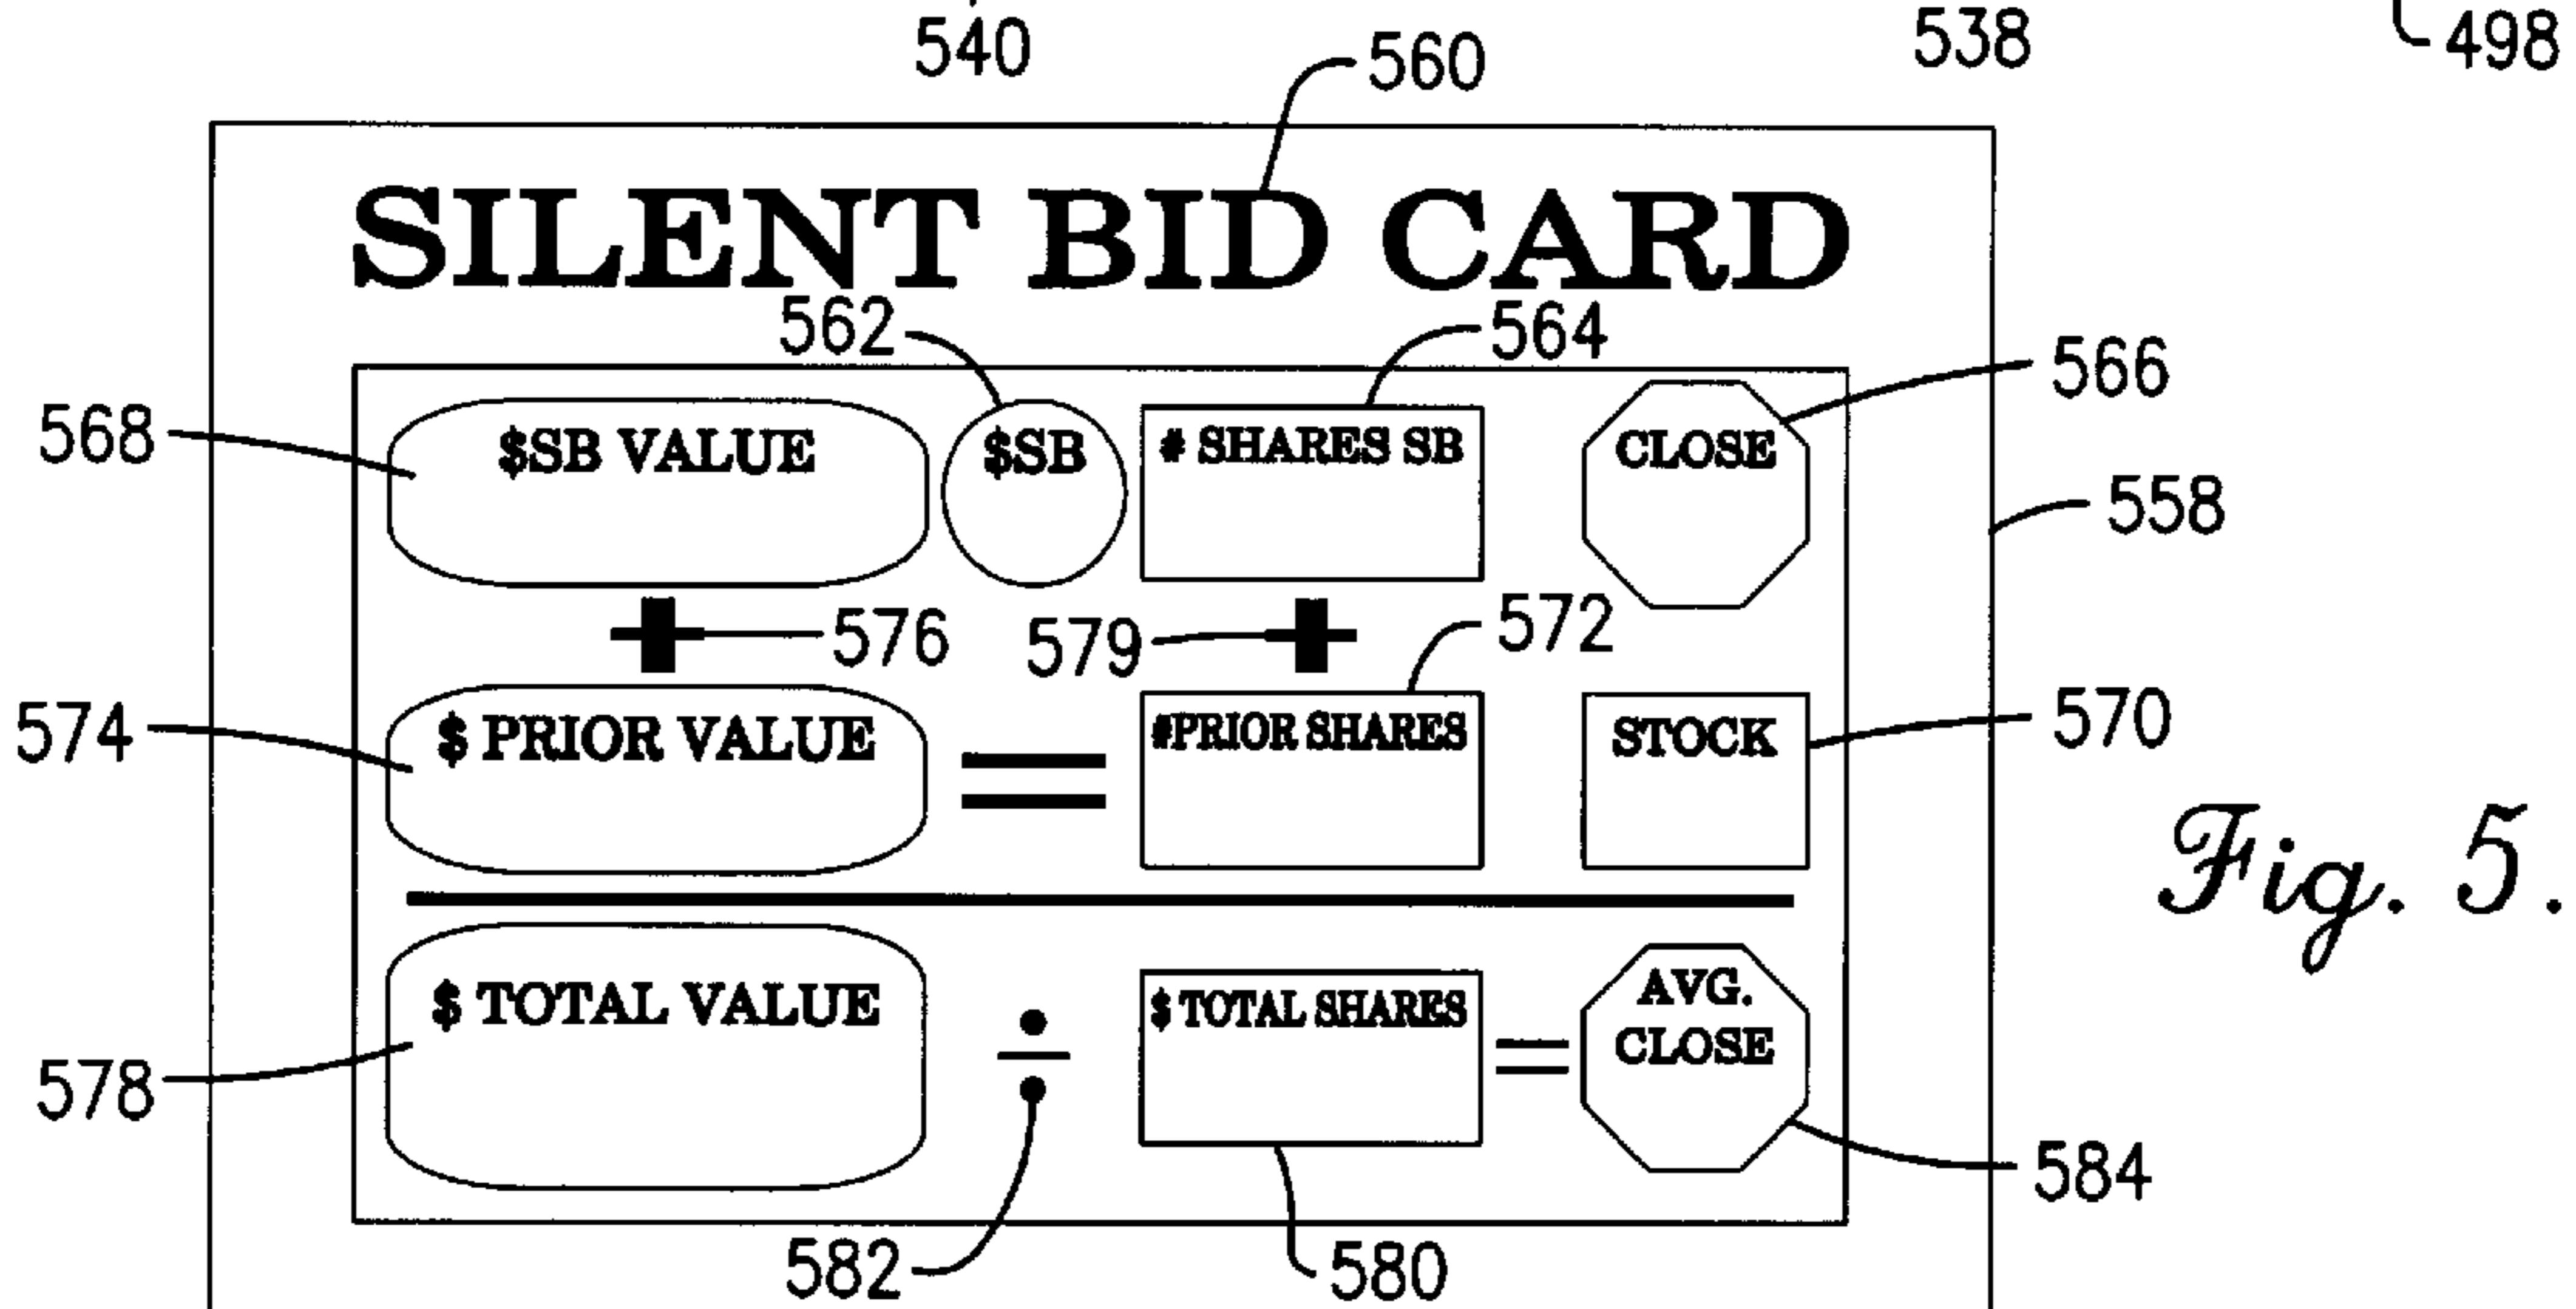 540 560 538 498
SILENT BID CARD
562 564
566
568 $SB VALUE $SB # SHARES SB CLOSE
558
+ 576 579 + 572
574 $ PRIOR VALUE = #PRIOR SHARES STOCK 570
Fig. 5.
$ TOTAL VALUE ÷ $ TOTAL SHARES = AVG.
CLOSE
578
584
582 580